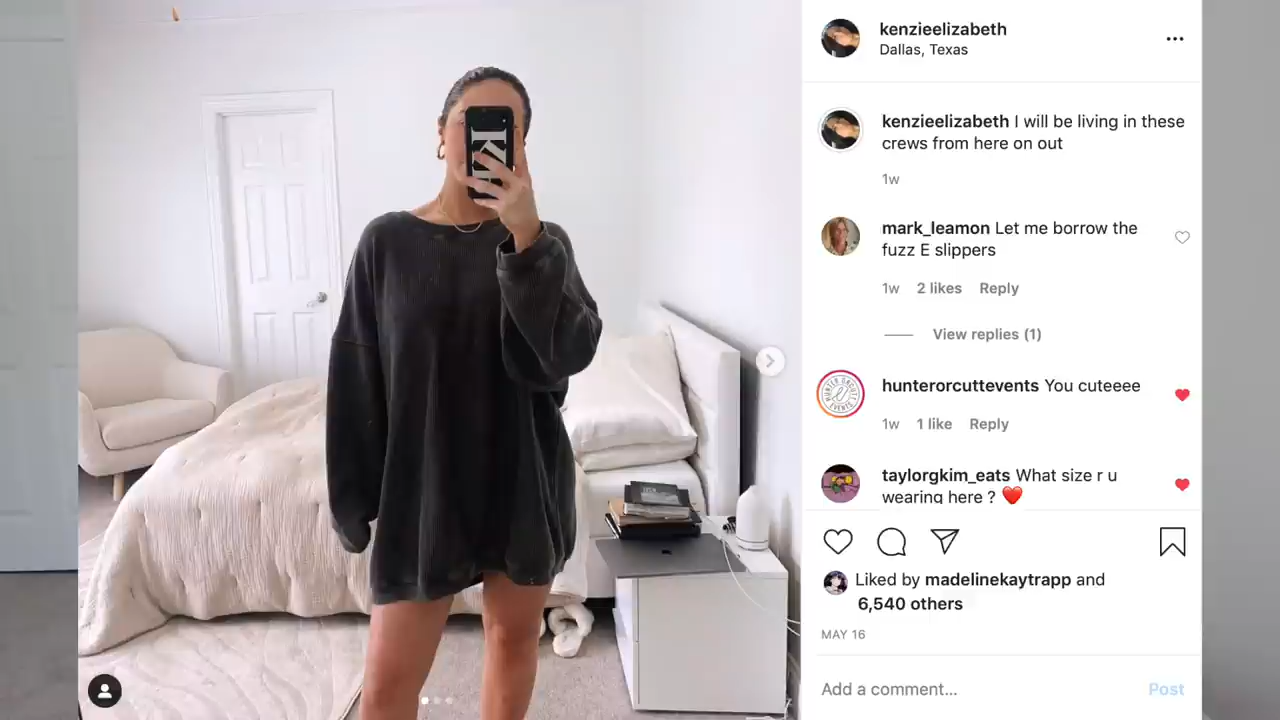 kenzieelizabeth
Dallas, Texas
kenzieelizabeth I will be living in these
crews from here on out
1w
mark_leamon Let me borrow the
fuzz E slippers
1w 2 likes Reply
View replies (1)
hunterorcuttevents You cuteeee
1w 1 like Reply
taylorgkim_eats What size r u
wearing here ? ❤️
Liked by madelinekaytrapp and
6,540 others
MAY 16
Add a comment... Post